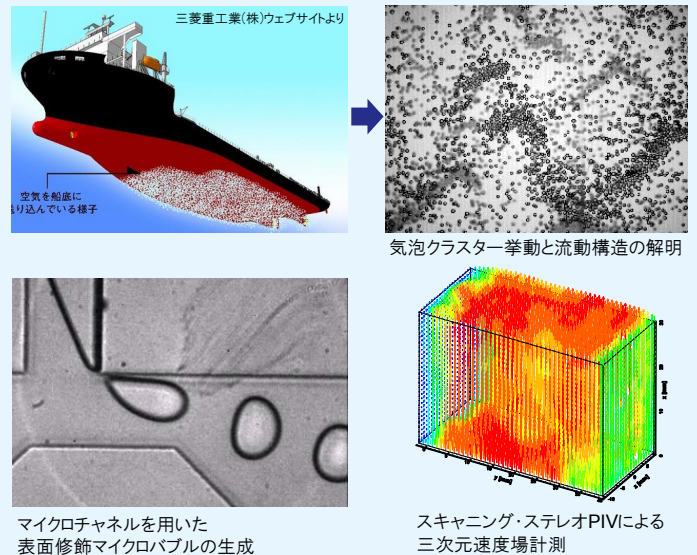 三菱重工業(株)ウェブサイトより
空気を船底に
り込んでいる様子
気泡クラスター挙動と流動構造の解明
マイクロチャネルを用いた
表面修飾マイクロバブルの生成
スキャニング・ステレオPIVによる
三次元速度場計測